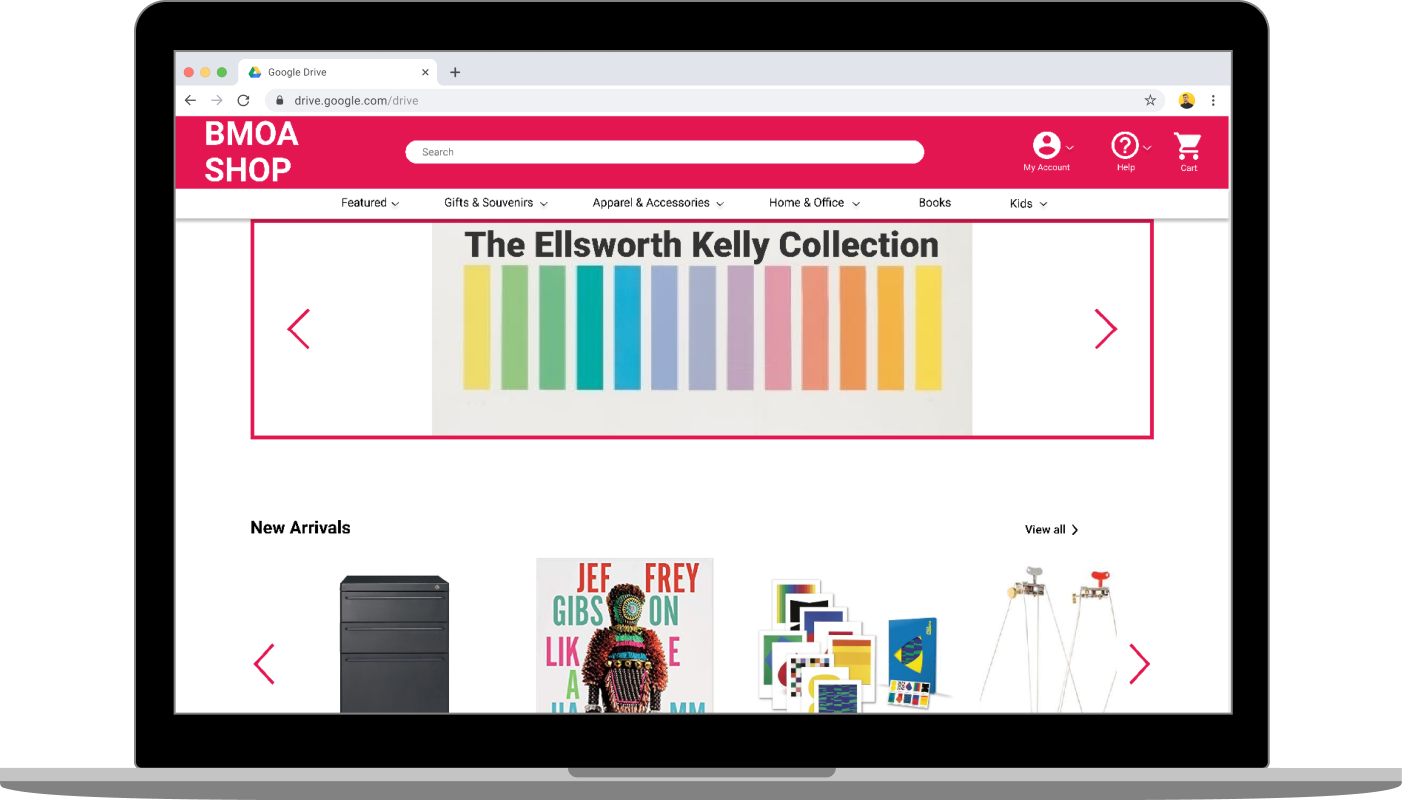 Google Drive
drive.google.com/drive
BMOA
SHOP
Search
My Account
Help
Cart
Featured
Gifts & Souvenirs
Apparel & Accessories
Home & Office
Books
Kids
The Ellsworth Kelly Collection
New Arrivals
View all
JEF FREY
GIBS ON
LIK E
A
HA MM